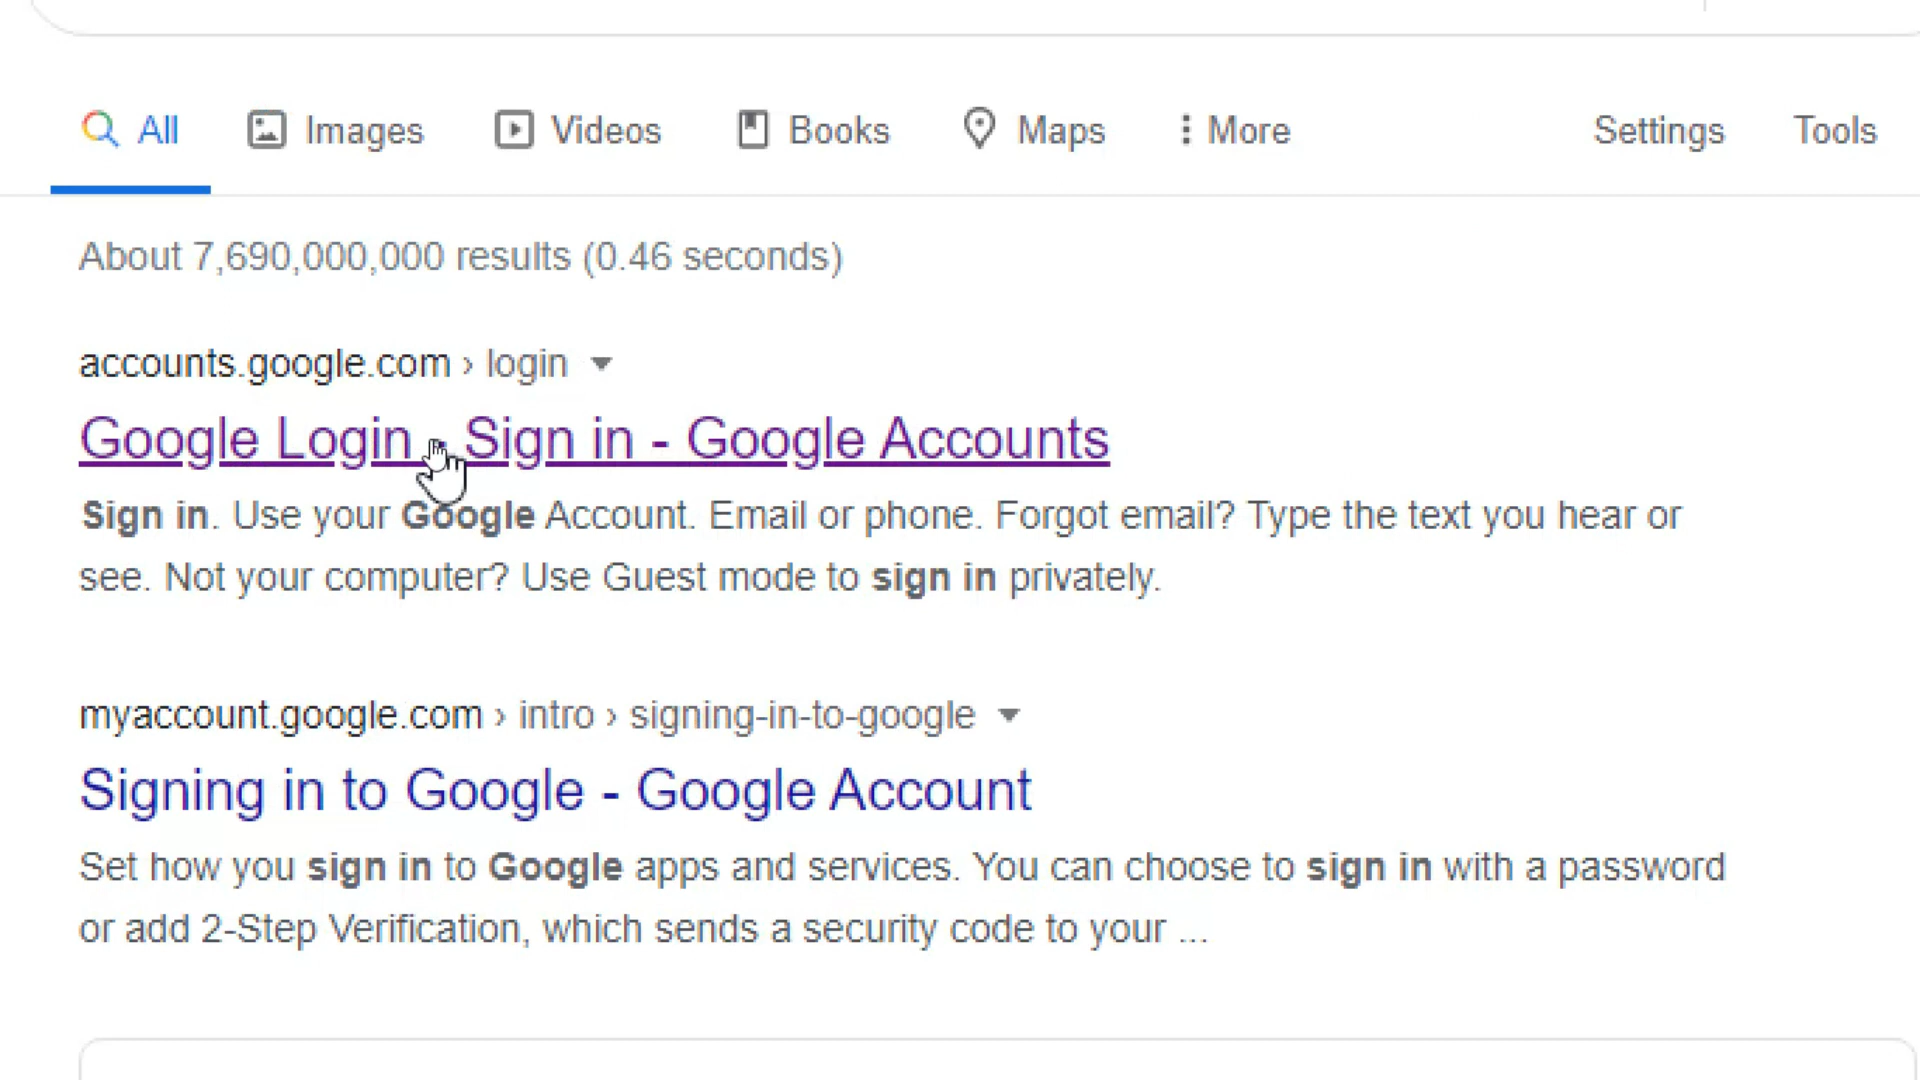 All Images Videos Books Maps More Settings Tools
About 7,690,000,000 results (0.46 seconds)
accounts.google.com › login
Google Login - Sign in - Google Accounts
Sign in. Use your Google Account. Email or phone. Forgot email? Type the text you hear or
see. Not your computer? Use Guest mode to sign in privately.
myaccount.google.com › intro › signing-in-to-google
Signing in to Google - Google Account
Set how you sign in to Google apps and services. You can choose to sign in with a password
or add 2-Step Verification, which sends a security code to your ...